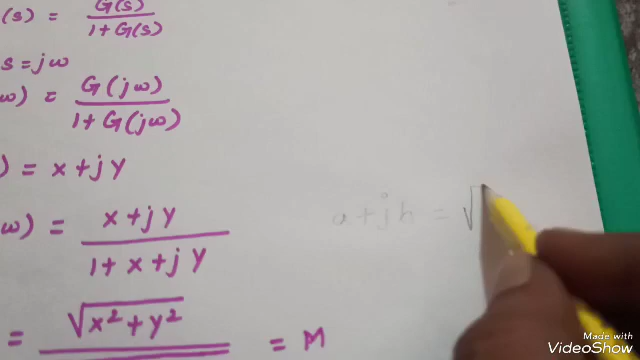 (s) = G(s) / 1+G(s)
s = jω
ω) = G(jω) / 1+G(jω)
) = x+jy
ω) = x+jy / 1+x+jy
a+jb = √
= √x²+y² = M
Made with
VideoShow